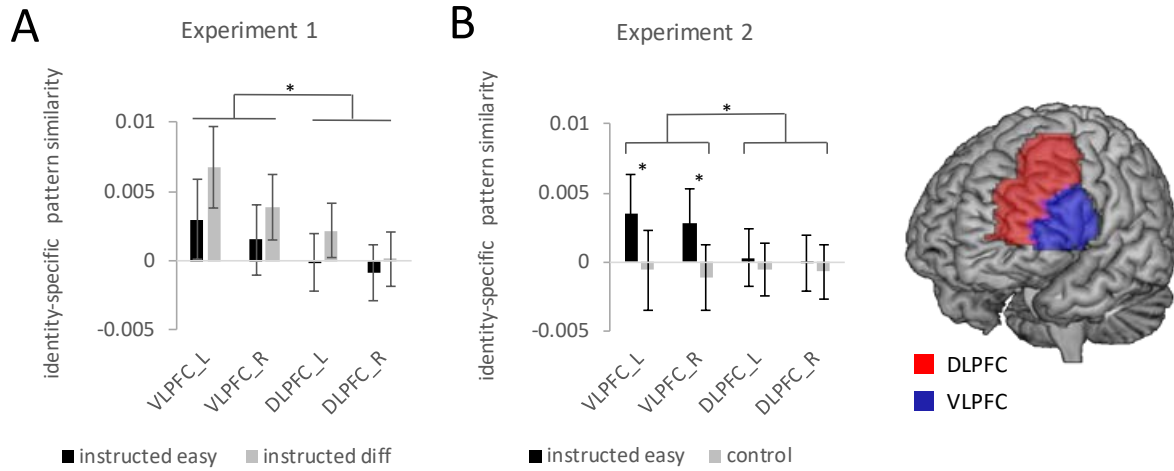 A
Experiment 1
identity-specific pattern similarity
*
0.01
0.005
0
-0.005
VLPFC_L
VLPFC_R
DLPFC_L
DLPFC_R
instructed easy
instructed diff
B
Experiment 2
identity-specific pattern similarity
*
*
*
0.01
0.005
0
-0.005
VLPFC_L
VLPFC_R
DLPFC_L
DLPFC_R
instructed easy
control
DLPFC
VLPFC